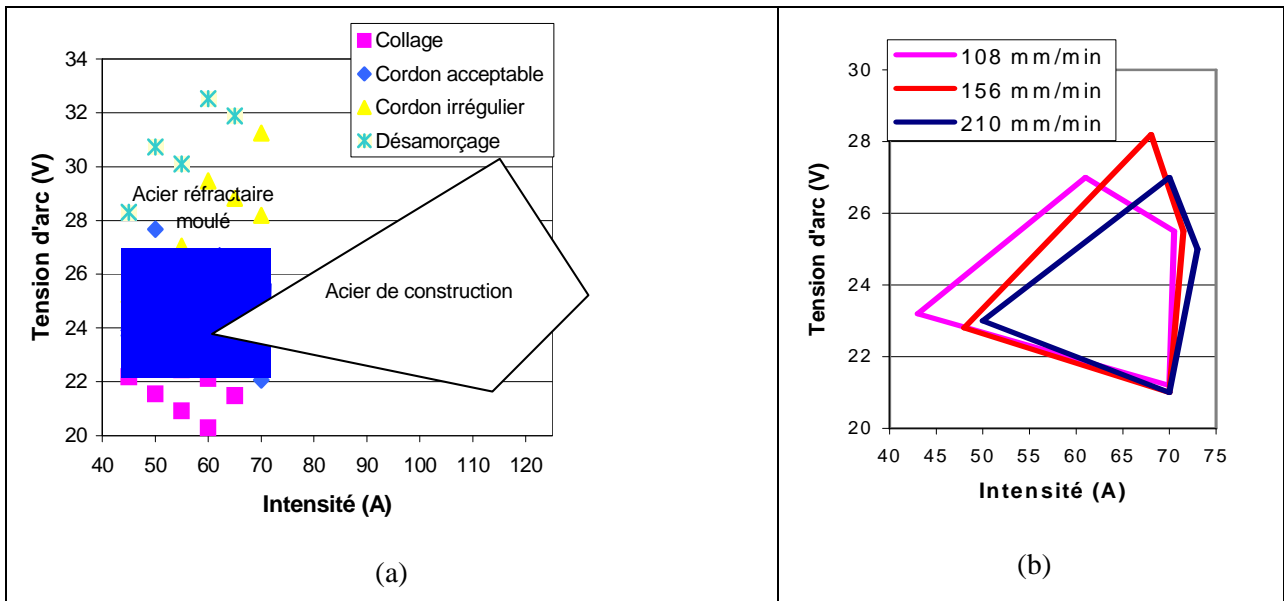 Collage
Cordon acceptable
Cordon irrégulier
Désamorçage
34
32
30
28
26
24
22
20
Tension d'arc (V)
Acier réfractaire
moulé
Acier de construction
40 50 60 70 80 90 100 110 120
Intensité (A)
(a)
108 mm/min
156 mm/min
210 mm/min
30
28
26
24
22
20
Tension d'arc (V)
40 45 50 55 60 65 70 75
Intensité (A)
(b)